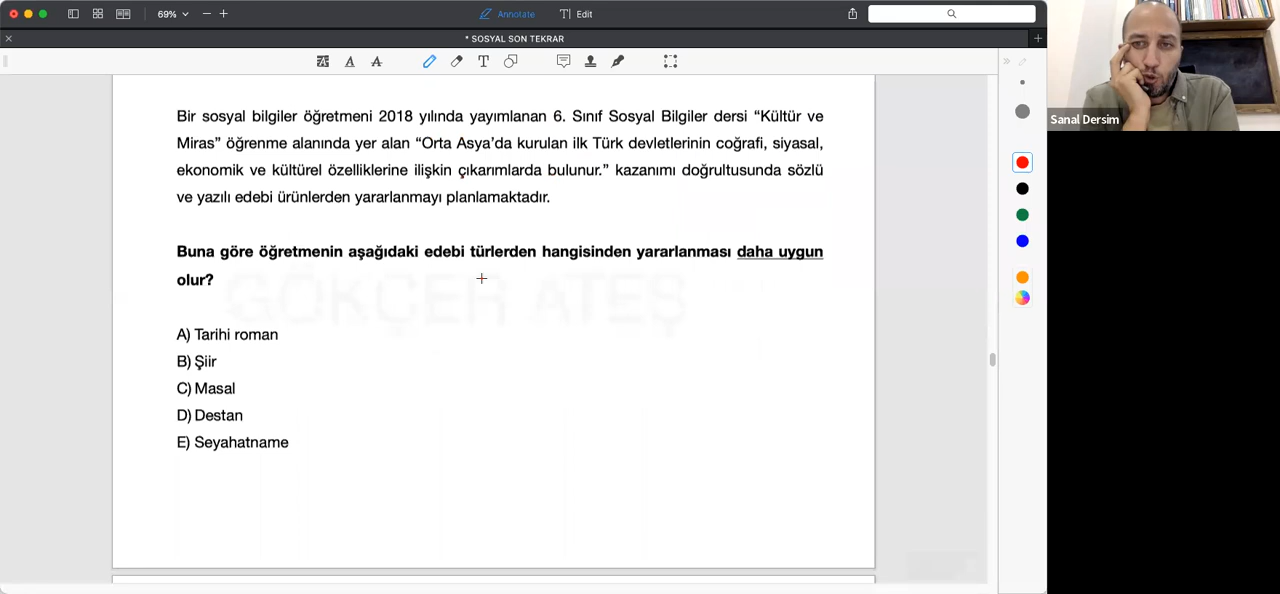 69%
Annotate
Edit
* SOSYAL SON TEKRAR
Bir sosyal bilgiler öğretmeni 2018 yılında yayımlanan 6. Sınıf Sosyal Bilgiler dersi “Kültür ve
Miras” öğrenme alanında yer alan “Orta Asya’da kurulan ilk Türk devletlerinin coğrafi, siyasal,
ekonomik ve kültürel özelliklerine ilişkin çıkarımlarda bulunur.” kazanımı doğrultusunda sözlü
ve yazılı edebi ürünlerden yararlanmayı planlamaktadır.
Buna göre öğretmenin aşağıdaki edebi türlerden hangisinden yararlanması daha uygun
olur?
GÖKÇER ATEŞ
A) Tarihi roman
B) Şiir
C) Masal
D) Destan
E) Seyahatname
Sanal Dersim